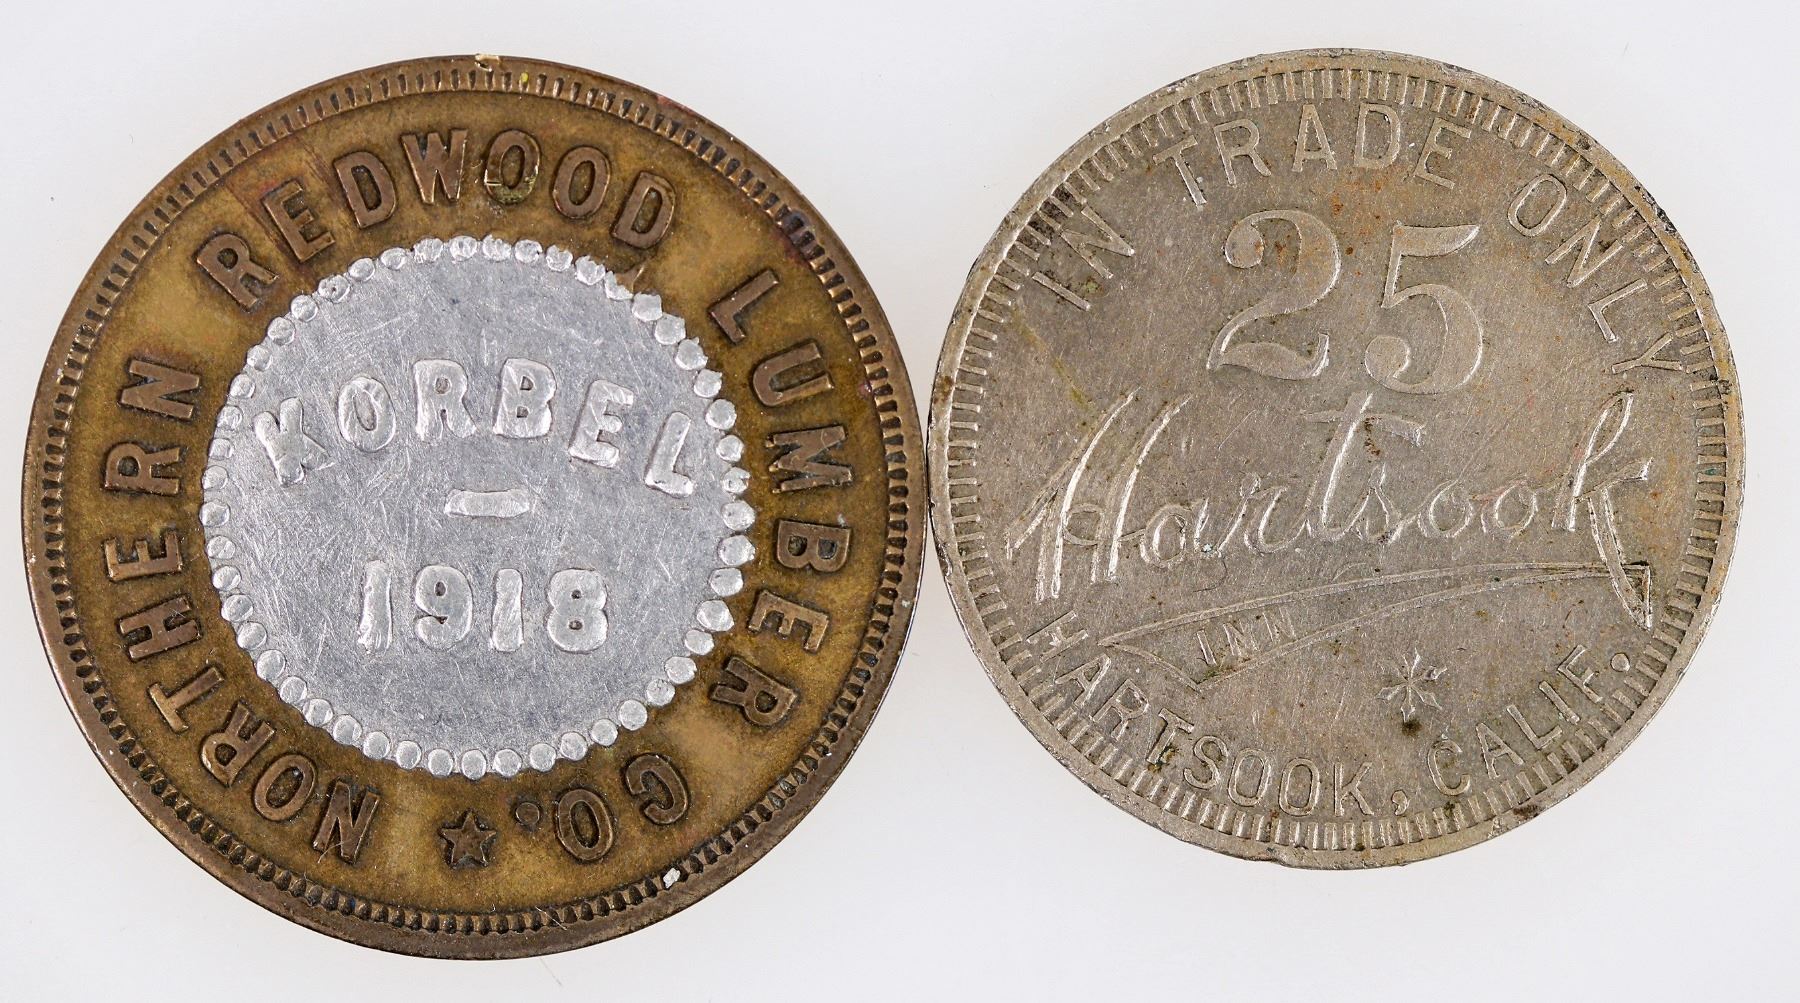 NORTHERN REDWOOD LUMBER CO.
KORBEL
1918
IN TRADE ONLY
25
Hartsook
INN
HARTSOOK, CALIF.